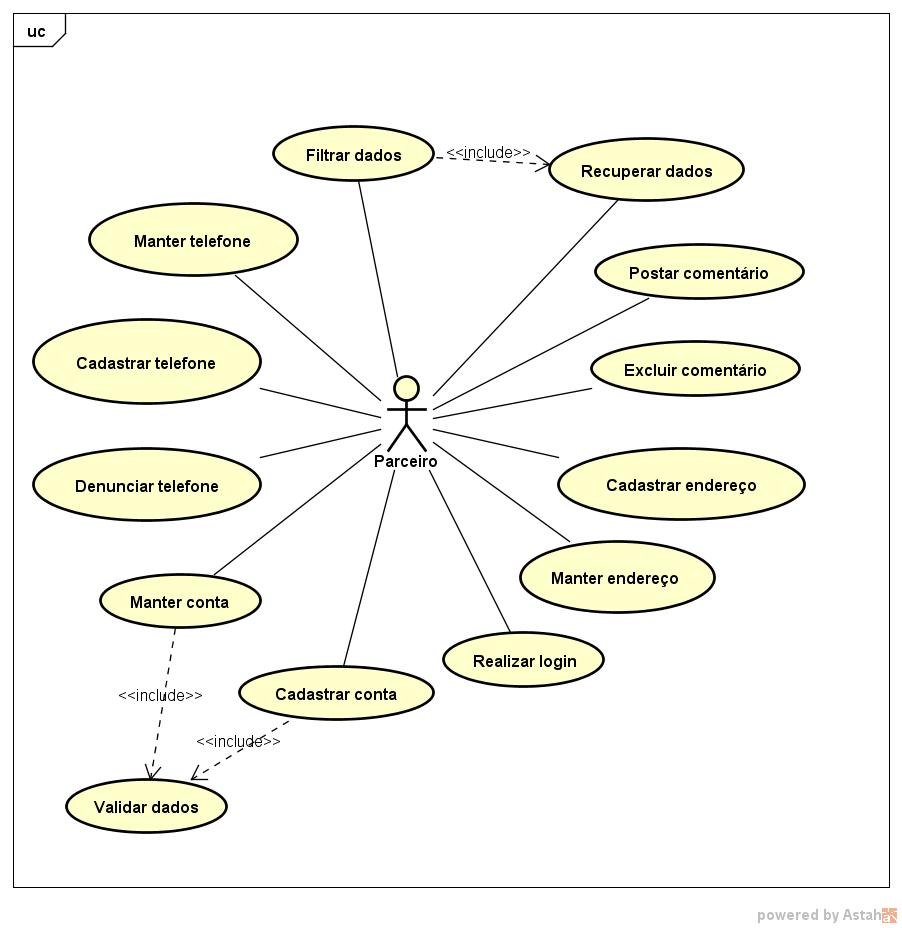 uc
Filtrar dados
<<include>>
Recuperar dados
Manter telefone
Postar comentário
Cadastrar telefone
Excluir comentário
Parceiro
Denunciar telefone
Cadastrar endereço
Manter endereço
Manter conta
Realizar login
<<include>>
Cadastrar conta
<<include>>
Validar dados
powered by Astah